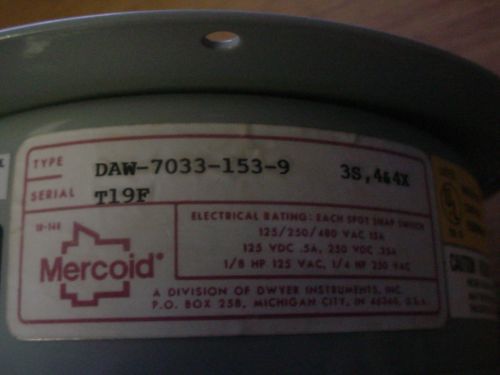 TYPE DAW-7033-153-9 3S,4&4X
SERIAL T19F
ELECTRICAL RATING: EACH SPDT SNAP SWITCH
125/250/480 VAC 15A
125 VDC .5A, 250 VDC .25A
1/8 HP 125 VAC, 1/4 HP 250 VAC
Mercoid®
A DIVISION OF DWYER INSTRUMENTS, INC.
P.O. BOX 258, MICHIGAN CITY, IN 46360, U.S.A.
CAUTION